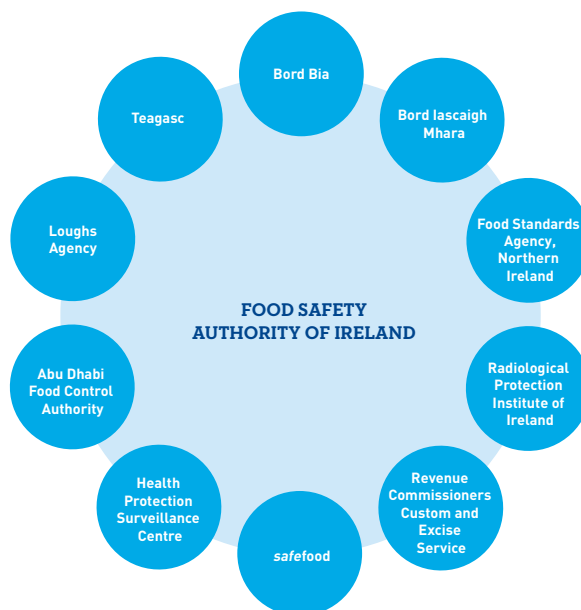 Bord Bia
Teagasc
Bord Iascaigh
Mhara
Loughs
Agency
Food Standards
Agency,
Northern
Ireland
FOOD SAFETY
AUTHORITY OF IRELAND
Abu Dhabi
Food Control
Authority
Radiological
Protection
Institute of
Ireland
Health
Protection
Surveillance
Centre
Revenue
Commissioners
Custom and
Excise
Service
safefood